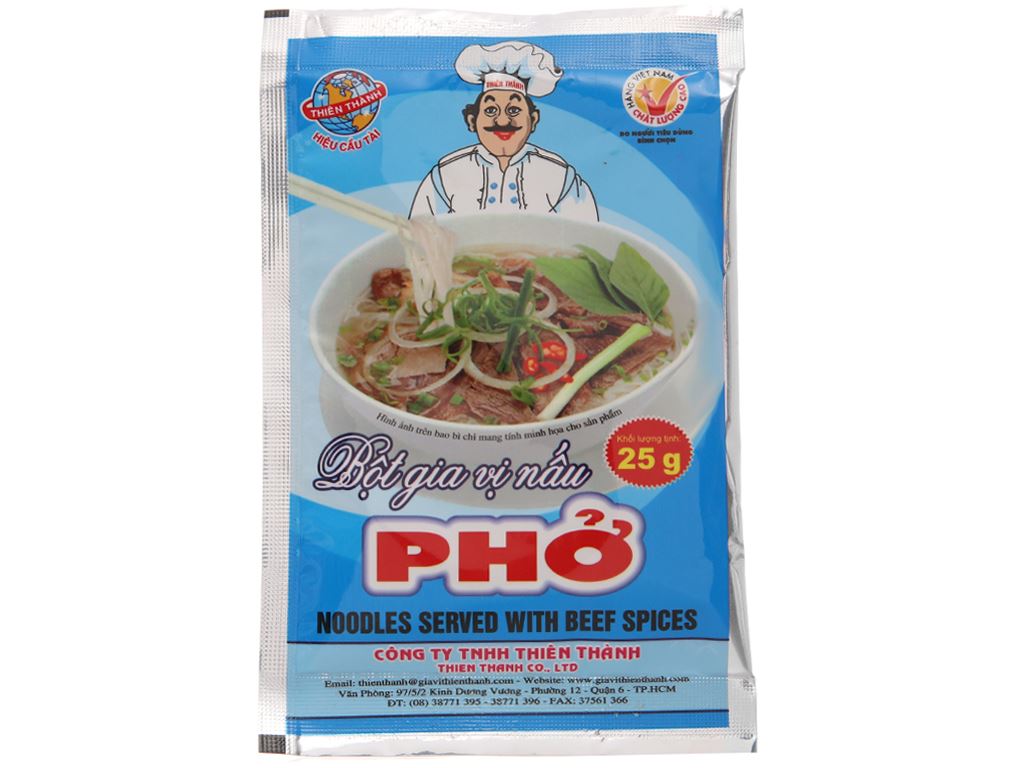 THIÊN THÀNH
THIÊN THÀNH
HIỆU CẦU TÀI
HÀNG VIỆT NAM
CHẤT LƯỢNG CAO
DO NGƯỜI TIÊU DÙNG
BÌNH CHỌN
Hình ảnh trên bao bì chỉ mang tính minh họa cho sản phẩm
Khối lượng tịnh:
25 g
Bột gia vị nấu
PHỞ
NOODLES SERVED WITH BEEF SPICES
CÔNG TY TNHH THIÊN THÀNH
THIEN THANH CO., LTD
Email: thienthanh@giavithienthanh.com - Website: www.giavithienthanh.com
Văn Phòng: 97/5/2 Kinh Dương Vương - Phường 12 - Quận 6 - TP.HCM
ĐT: (08) 38771 395 - 38771 396 - FAX: 37561 366